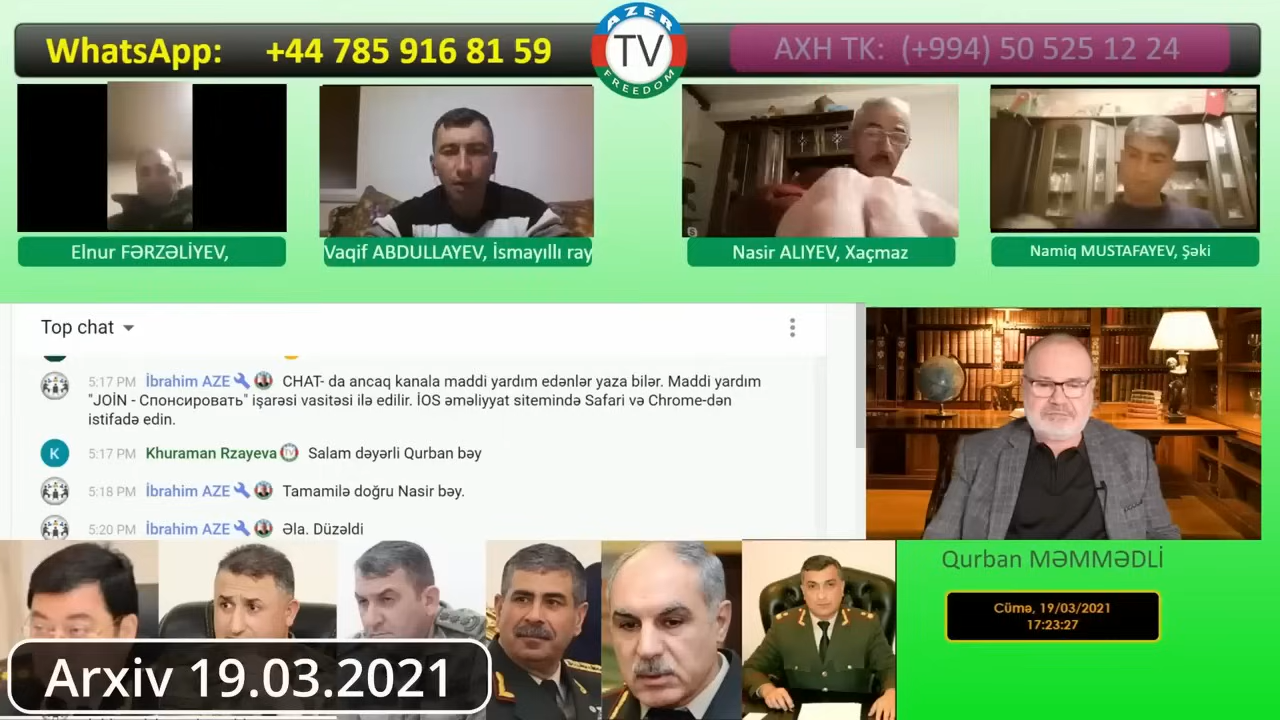 WhatsApp: +44 785 916 81 59
AZER
TV
FREEDOM
AXH TK: (+994) 50 525 12 24
Elnur FƏRZƏLİYEV,
Vaqif ABDULLAYEV, İsmayıllı ray
Nasir ALIYEV, Xaçmaz
Namiq MUSTAFAYEV, Şəki
Top chat
5:17 PM İbrahim AZE CHAT- da ancaq kanala maddi yardım edənlər yaza bilər. Maddi yardım
"JOİN - Спонсировать" işarəsi vasitəsi ilə edilir. İOS əməliyyat sitemində Safari və Chrome-dən
istifadə edin.
K
5:17 PM Khuraman Rzayeva TV Salam dəyərli Qurban bəy
5:18 PM İbrahim AZE Tamamilə doğru Nasir bəy.
5:20 PM İbrahim AZE Əla. Düzəldi
Qurban MƏMMƏDLİ
Cümə, 19/03/2021
17:23:27
Arxiv 19.03.2021